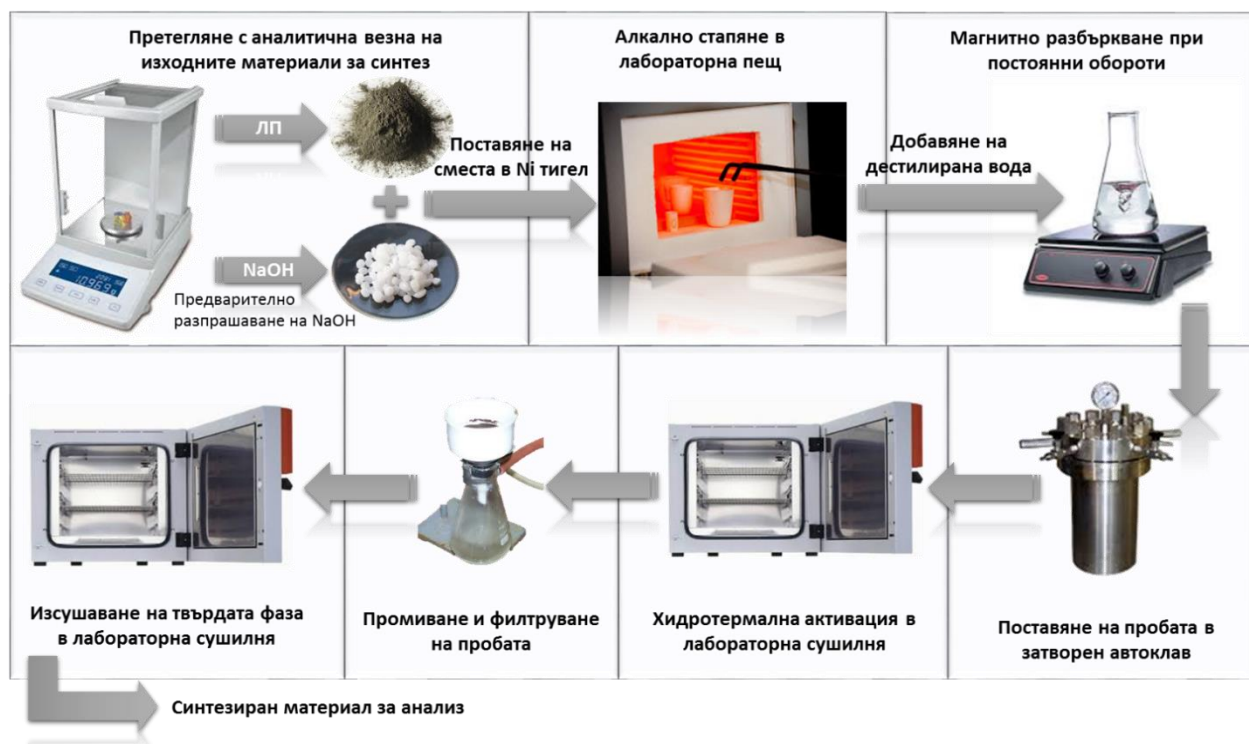 Претегляне с аналитична везна на
изходните материали за синтез
ЛП
NaOH
Предварително
разпрашаване на NaOH
Поставяне на
сместа в Ni тигел
Алкално стапяне в
лабораторна пещ
Добавяне на
дестилирана вода
Магнитно разбъркване при
постоянни обороти
Изсушаване на твърдата фаза
в лабораторна сушилня
Промиване и филтруване
на пробата
Хидротермална активация в
лабораторна сушилня
Поставяне на пробата в
затворен автоклав
Синтезиран материал за анализ